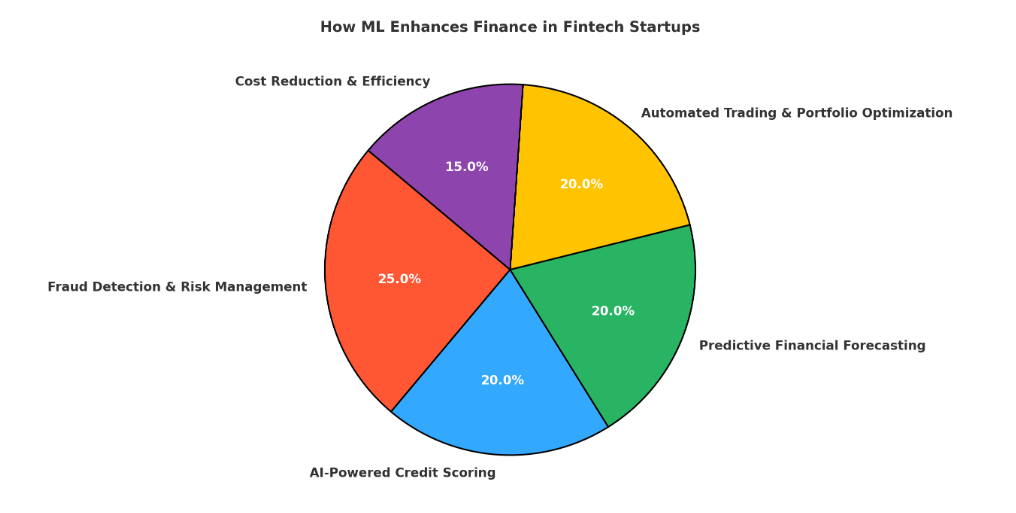 How ML Enhances Finance in Fintech Startups
Cost Reduction & Efficiency
Automated Trading & Portfolio Optimization
15.0%
20.0%
25.0%
Fraud Detection & Risk Management
20.0%
Predictive Financial Forecasting
20.0%
AI-Powered Credit Scoring